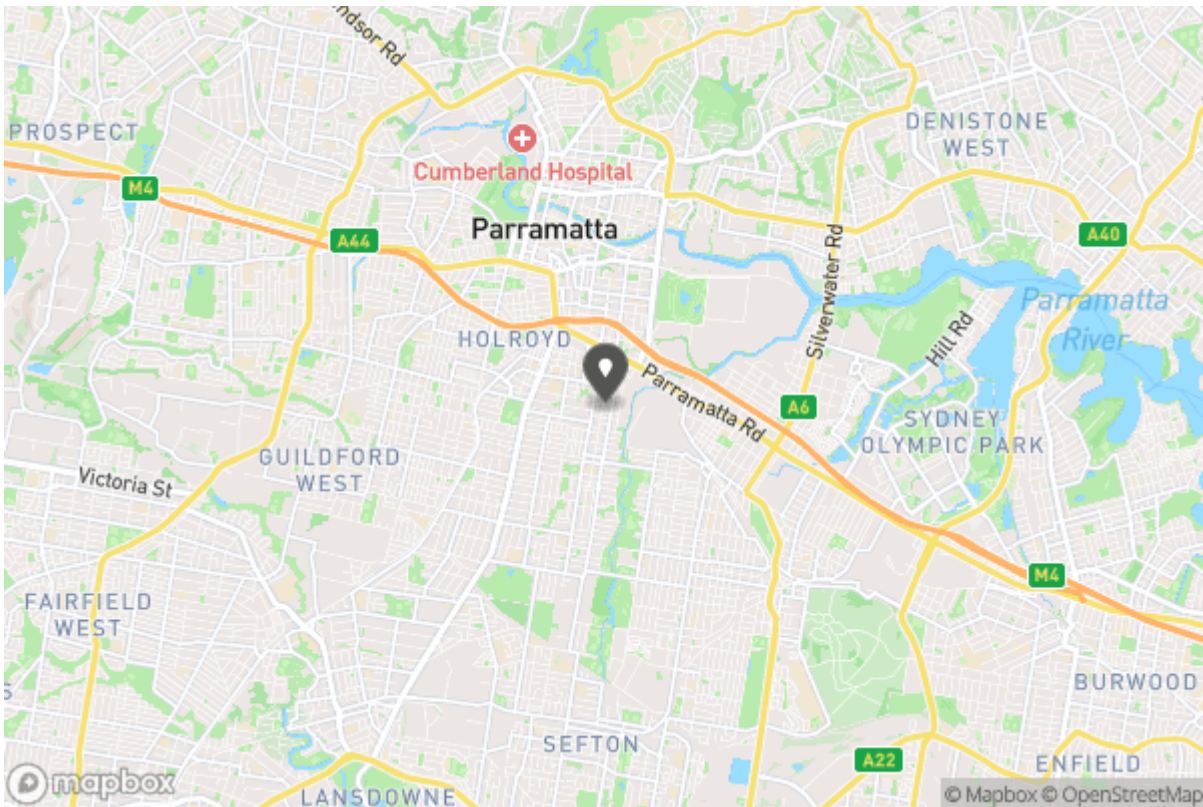 ndsor Rd
PROSPECT
M4
Cumberland Hospital
DENISTONE
WEST
Parramatta
A44
A40
Silverwater Rd
Parramatta
River
Hill Rd
HOLROYD
Parramatta Rd
A6
SYDNEY
OLYMPIC PARK
GUILDFORD
WEST
Victoria St
M4
FAIRFIELD
WEST
S
BURWOOD
SEFTON
A22
ENFIELD
LANSDOWNE
mapbox
© Mapbox © OpenStreetMap